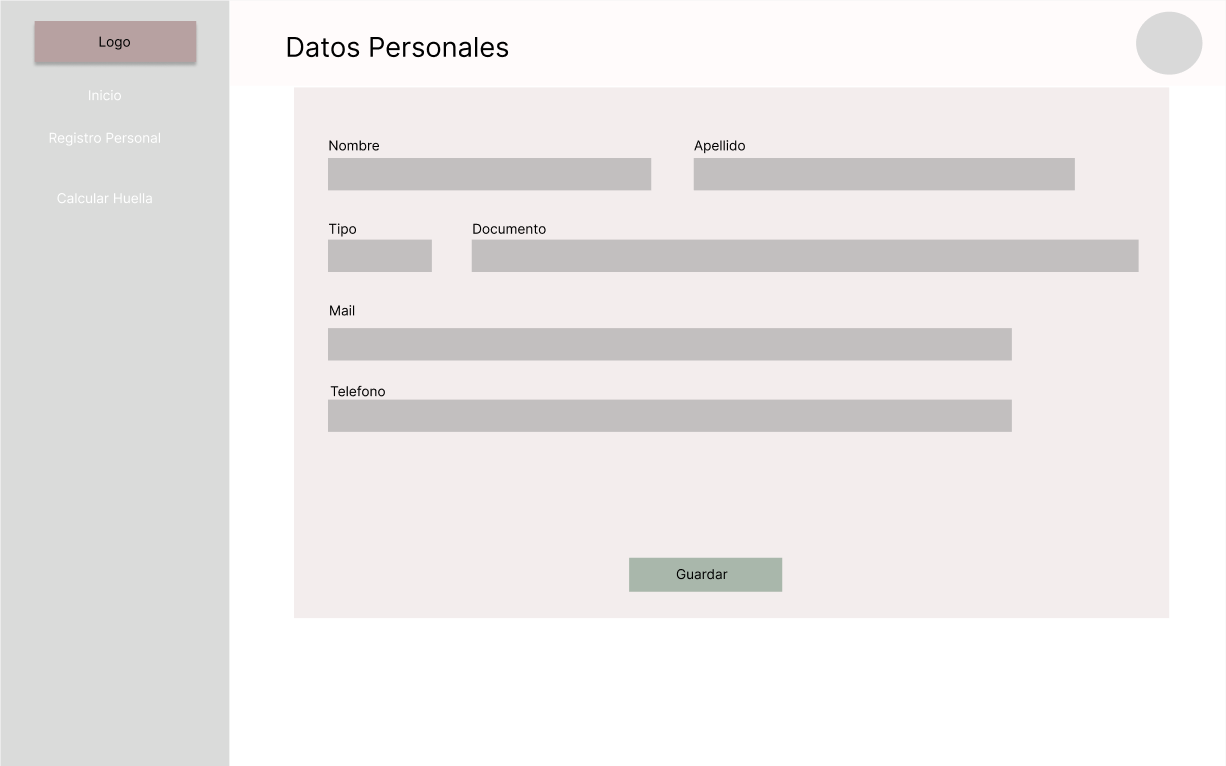 Logo
Datos Personales
Inicio
Registro Personal
Calcular Huella
Nombre
Apellido
Tipo
Documento
Mail
Telefono
Guardar